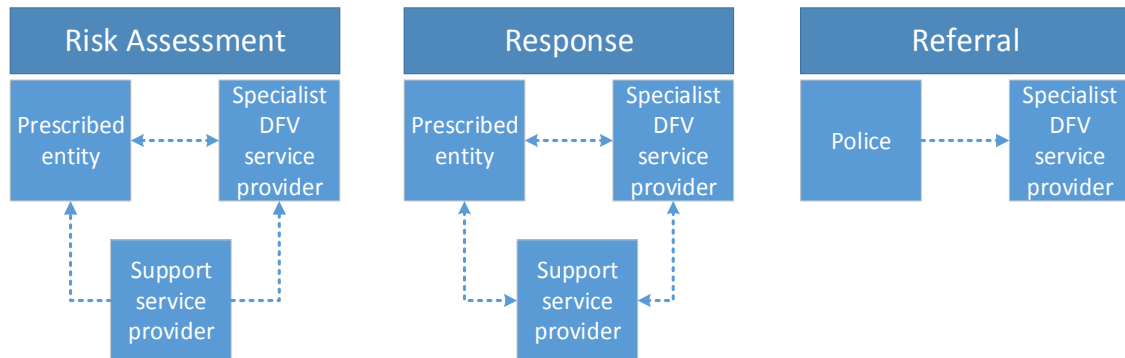 Risk Assessment
Prescribed
entity
Specialist
DFV
service
provider
Support
service
provider
Response
Prescribed
entity
Specialist
DFV
service
provider
Support
service
provider
Referral
Police
Specialist
DFV
service
provider